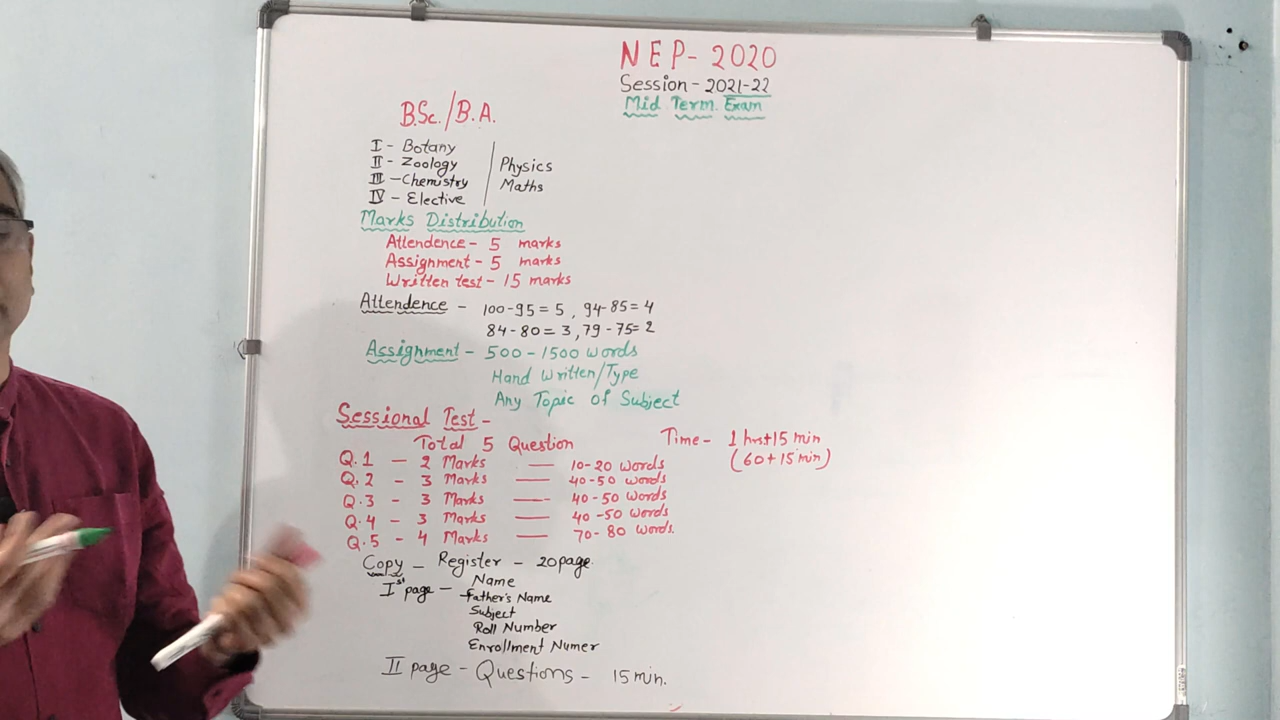 NEP-2020
Session-2021-22
Mid Term Exam
B.Sc./B.A.
I - Botany
II - Zoology
III - Chemistry
IV - Elective
Physics
Maths
Marks Distribution
Attendence - 5 marks
Assignment - 5 marks
Written test - 15 marks
Attendence - 100-95=5, 94-85=4
84-80=3, 79-75=2
Assignment - 500-1500 words
Hand Written/Type
Any Topic of Subject
Sessional Test -
Total 5 Question
Time - 1 hrs+15 min
(60+15 min)
Q.1 - 2 Marks — 10-20 words
Q.2 - 3 Marks — 40-50 words
Q.3 - 3 Marks — 40-50 words
Q.4 - 3 Marks — 40-50 words
Q.5 - 4 Marks — 70-80 words.
Copy - Register - 20page.
Ist page - Name
Father's Name
Subject
Roll Number
Enrollment Numer
II page - Questions - 15 min.